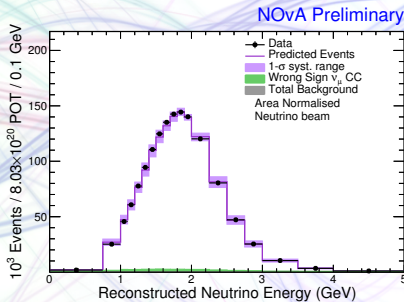 NOvA Preliminary
10³ Events / 8.03×10²⁰ POT / 0.1 GeV
200
150
100
50
Data
Predicted Events
1-σ syst. range
Wrong Sign νμ CC
Total Background
Area Normalised
Neutrino beam
0 1 2 3 4 5
Reconstructed Neutrino Energy (GeV)